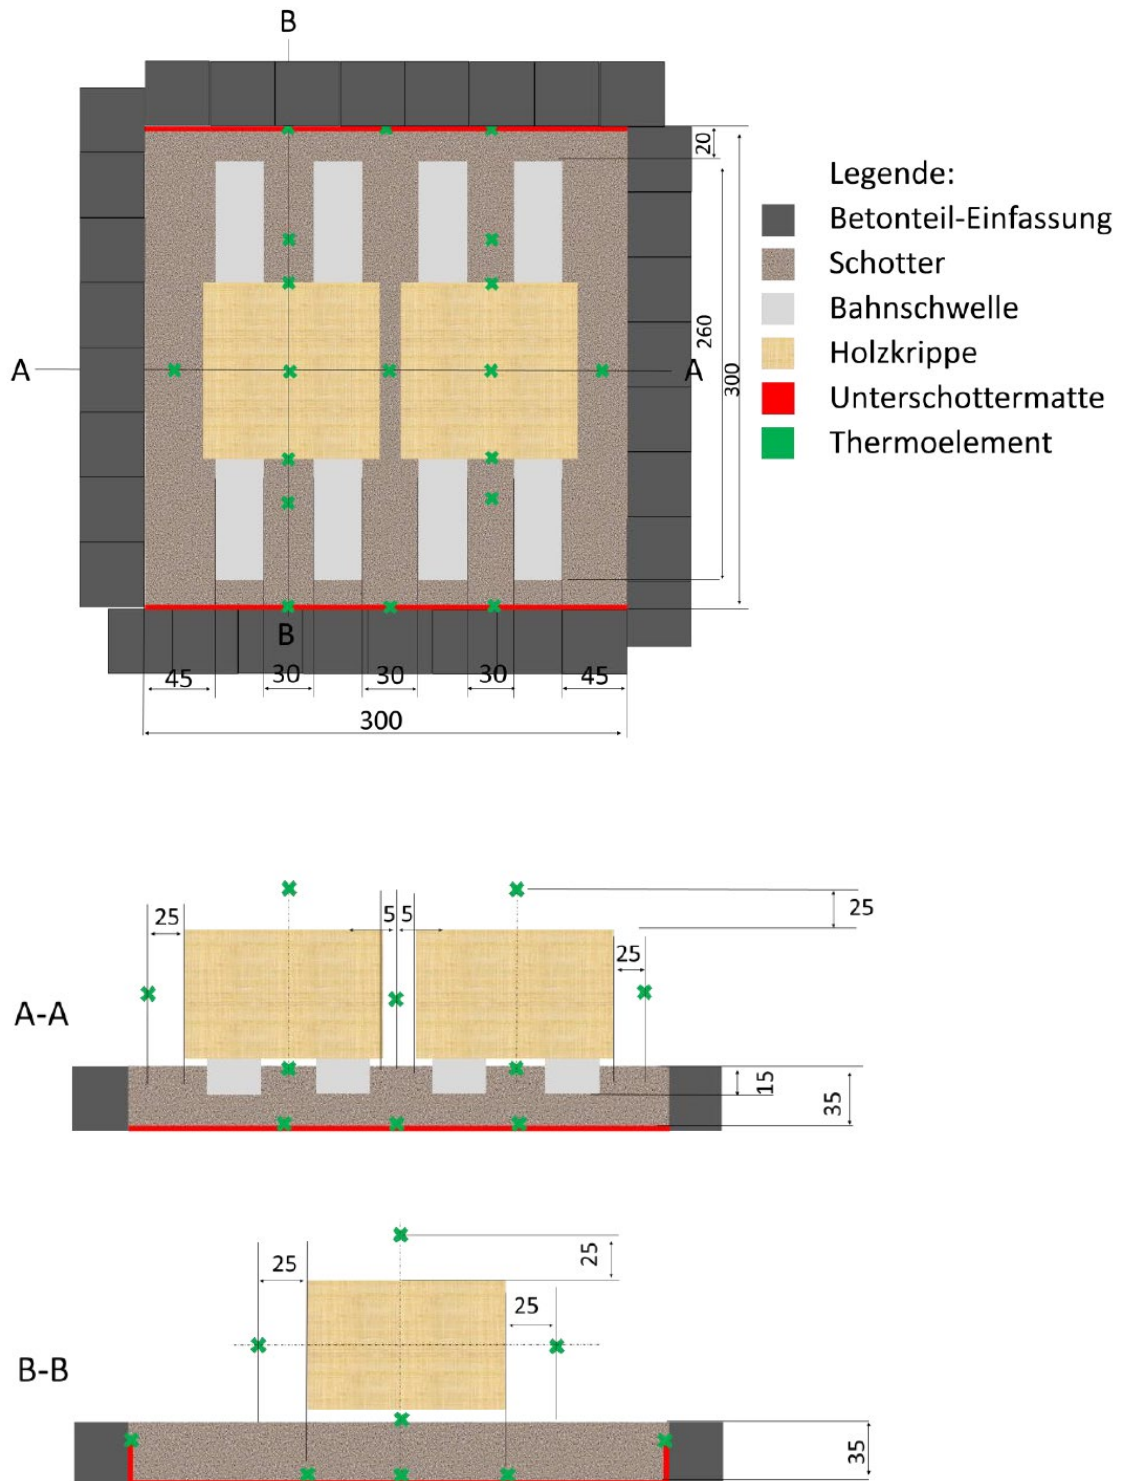 B
20
Legende:
Betonteil-Einfassung
Schotter
Bahnschwelle
Holzkrippe
Unterschottermatte
Thermoelement
260
300
A
A
B
45
30
30
30
45
300
25
5
5
25
25
A-A
15
35
25
25
25
B-B
35